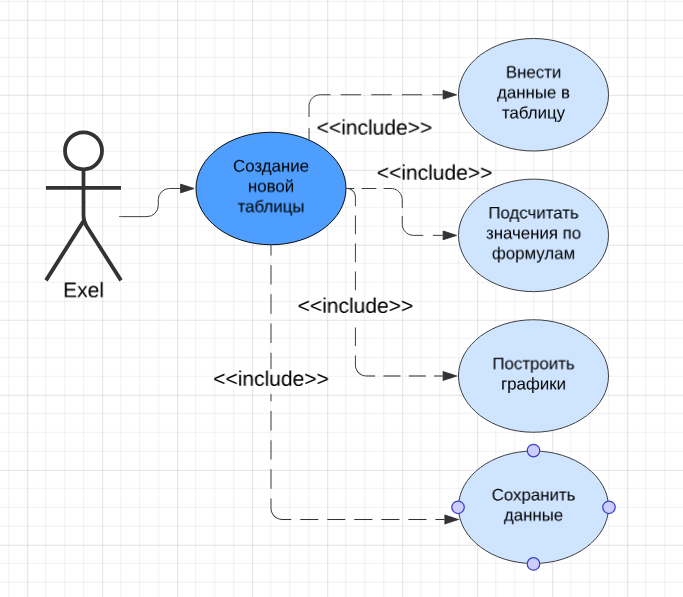 Внести
данные в
таблицу
<<include>>
Создание
новой
таблицы
<<include>>
Подсчитать
значения по
формулам
Exel
<<include>>
Построить
графики
<<include>>
Сохранить
данные